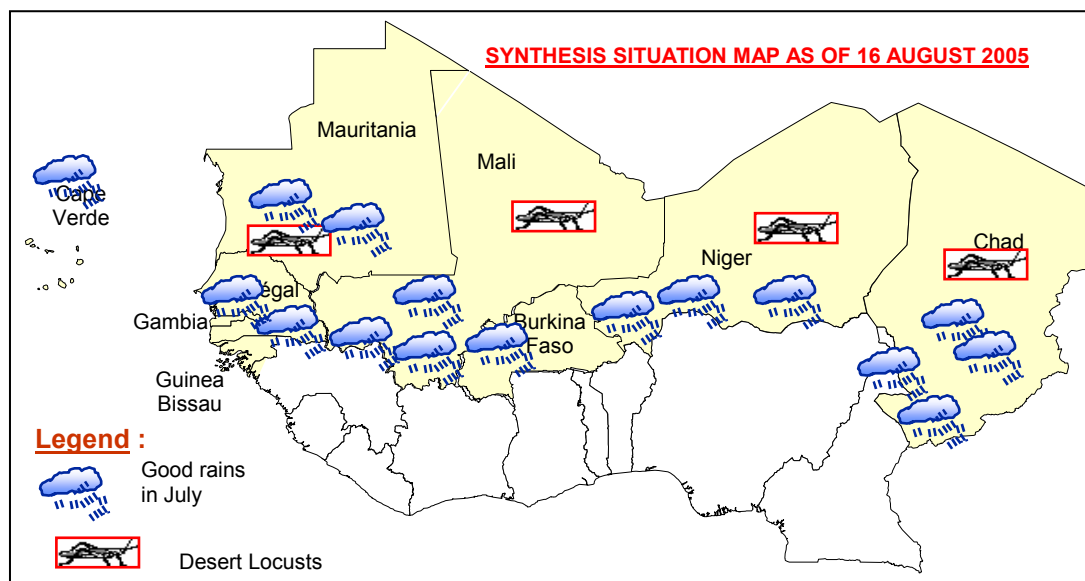 SYNTHESIS SITUATION MAP AS OF 16 AUGUST 2005
Mauritania
Mali
Cape
Verde
Niger
Chad
égal
Gambia
Burkina
Faso
Guinea
Bissau
Legend :
Good rains
in July
Desert Locusts